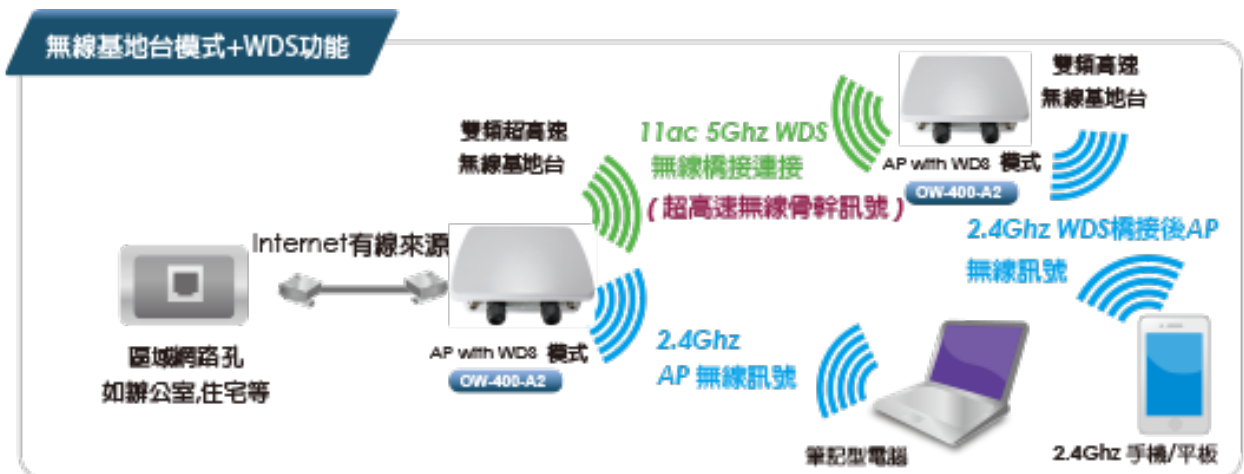 無線基地台模式+WDS功能
雙頻高速
無線基地台
雙頻超高速
無線基地台
11ac 5Ghz WDS
無線橋接連接
(超高速無線骨幹訊號)
AP with WDS 模式
OW-400-A2
Internet有線來源
2.4Ghz WDS橋接後AP
無線訊號
區域網路孔
如辦公室,住宅等
AP with WDS 模式
OW-400-A2
2.4Ghz
AP 無線訊號
筆記型電腦
2.4Ghz 手機/平板